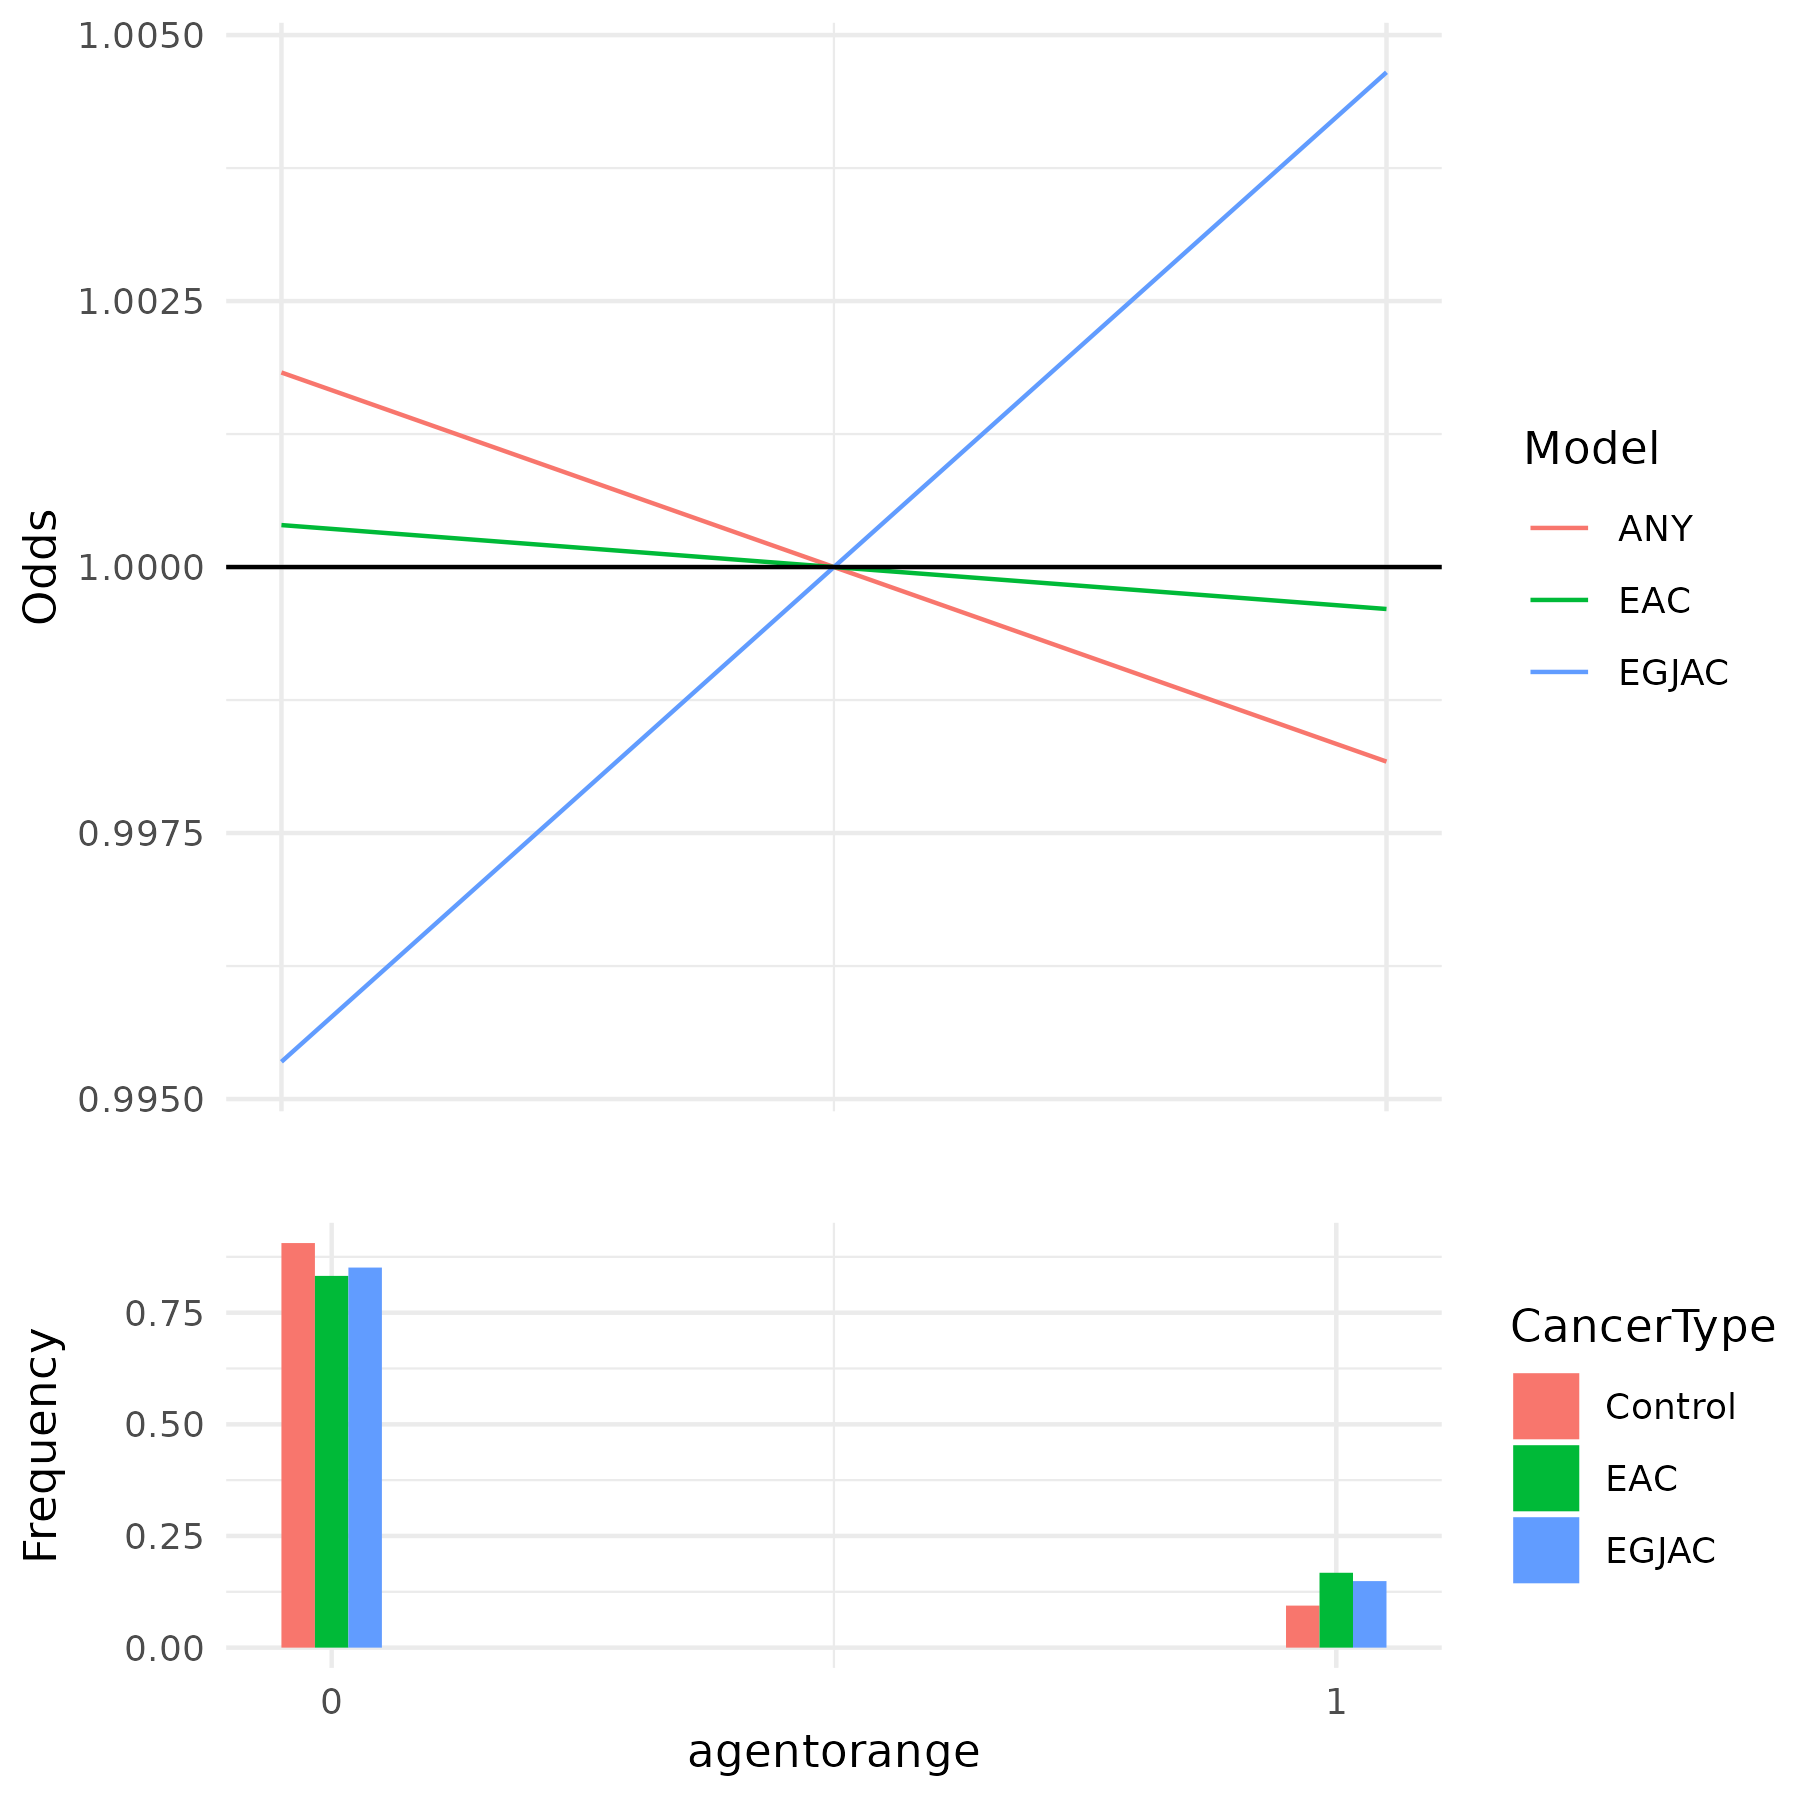 1.0050
1.0025
1.0000
0.9975
0.9950
Odds
Model
ANY
EAC
EGJAC
0.75
0.50
0.25
0.00
Frequency
0
1
agentorange
CancerType
Control
EAC
EGJAC